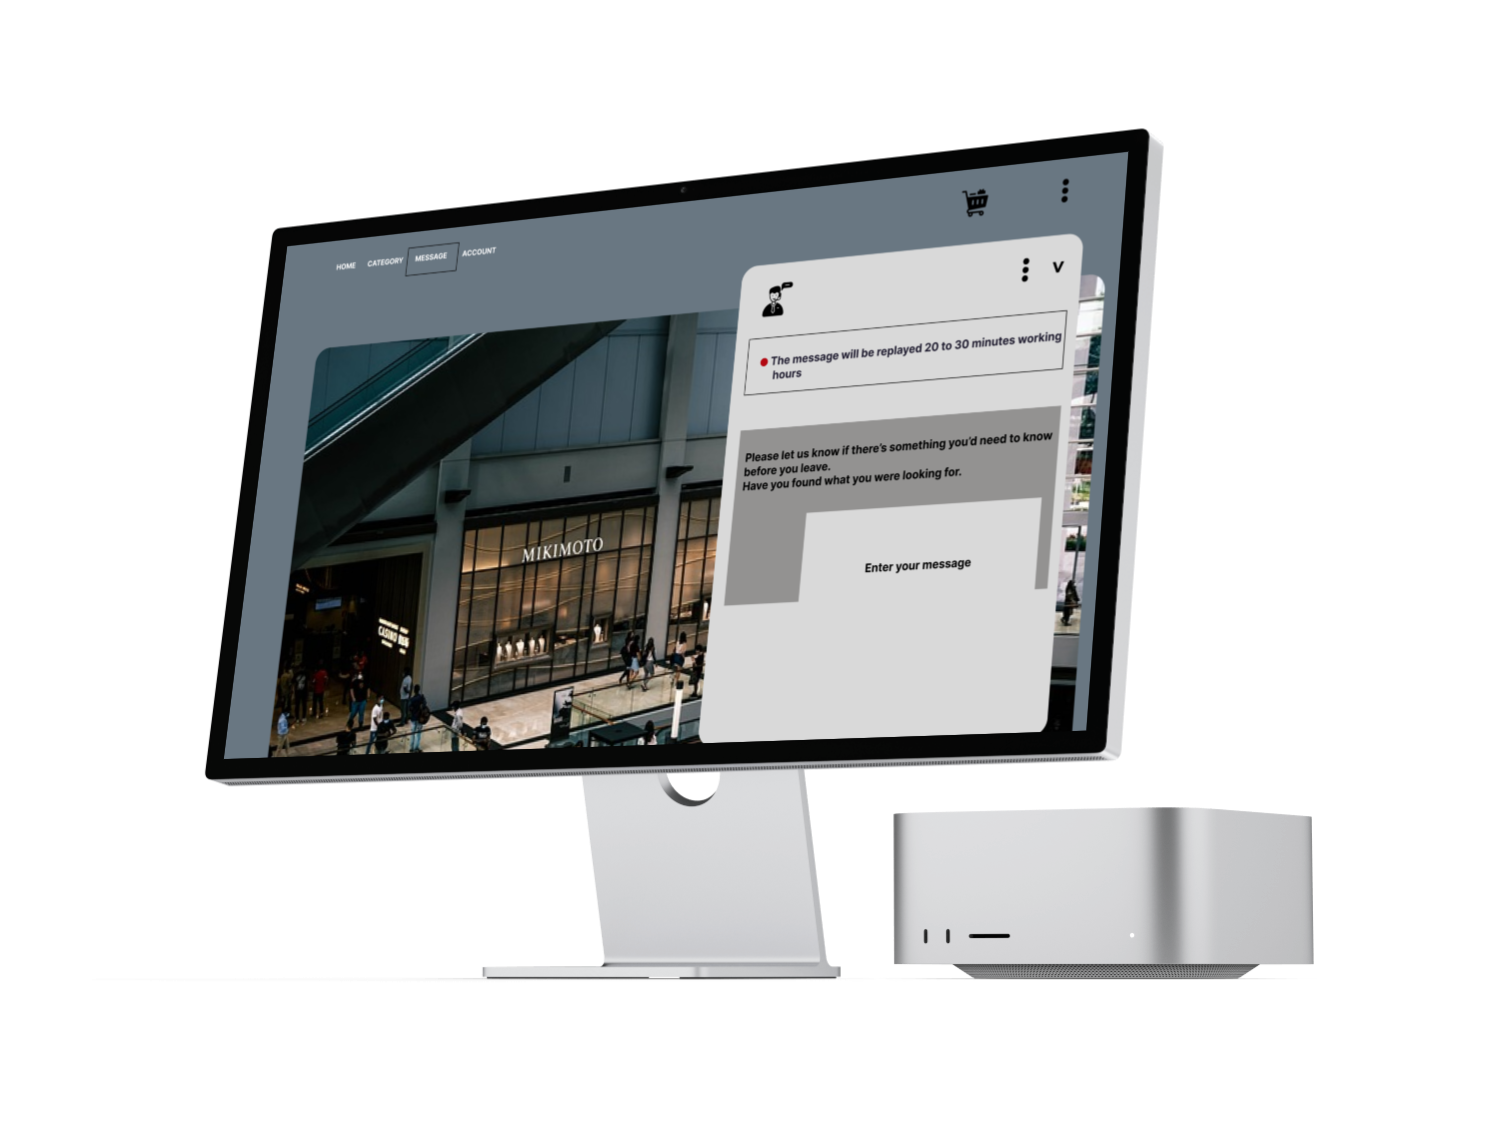 HOME CATEGORY MESSAGE ACCOUNT
V
The message will be replayed 20 to 30 minutes working
hours
Please let us know if there's something you'd need to know
before you leave.
Have you found what you were looking for.
Enter your message
MIKIMOTO